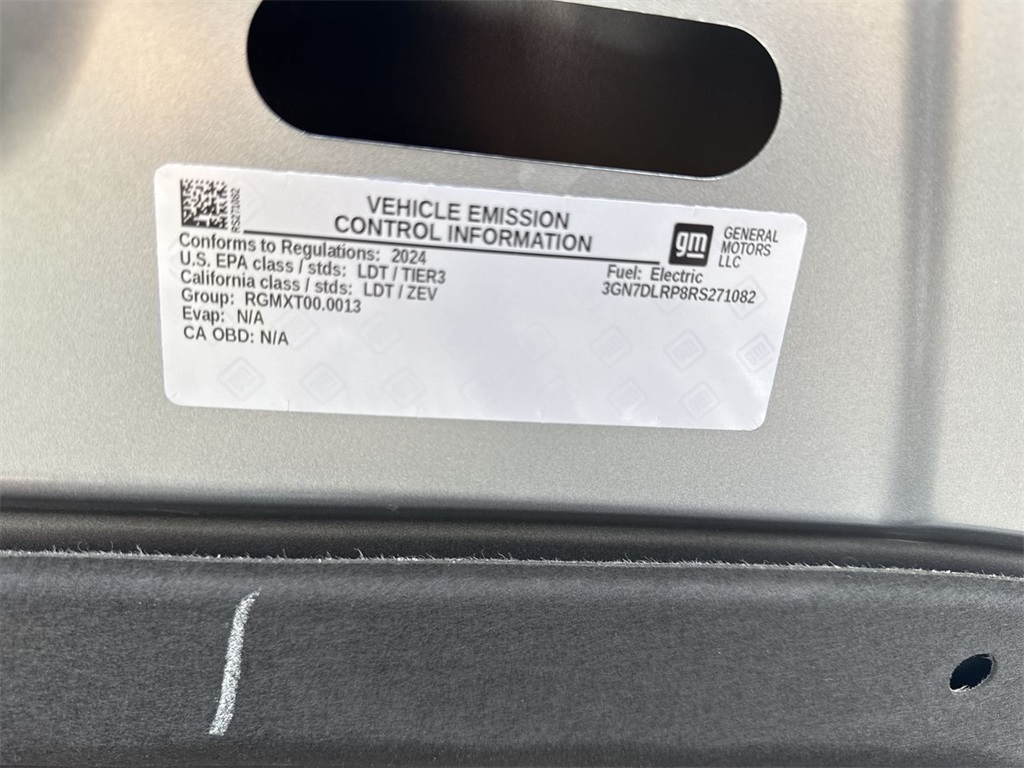 RS271082
VEHICLE EMISSION
CONTROL INFORMATION
gm
GENERAL
MOTORS
LLC
Conforms to Regulations: 2024
U.S. EPA class / stds: LDT / TIER3
California class / stds: LDT / ZEV
Group: RGMXT00.0013
Evap: N/A
CA OBD: N/A
Fuel: Electric
3GN7DLRP8RS271082